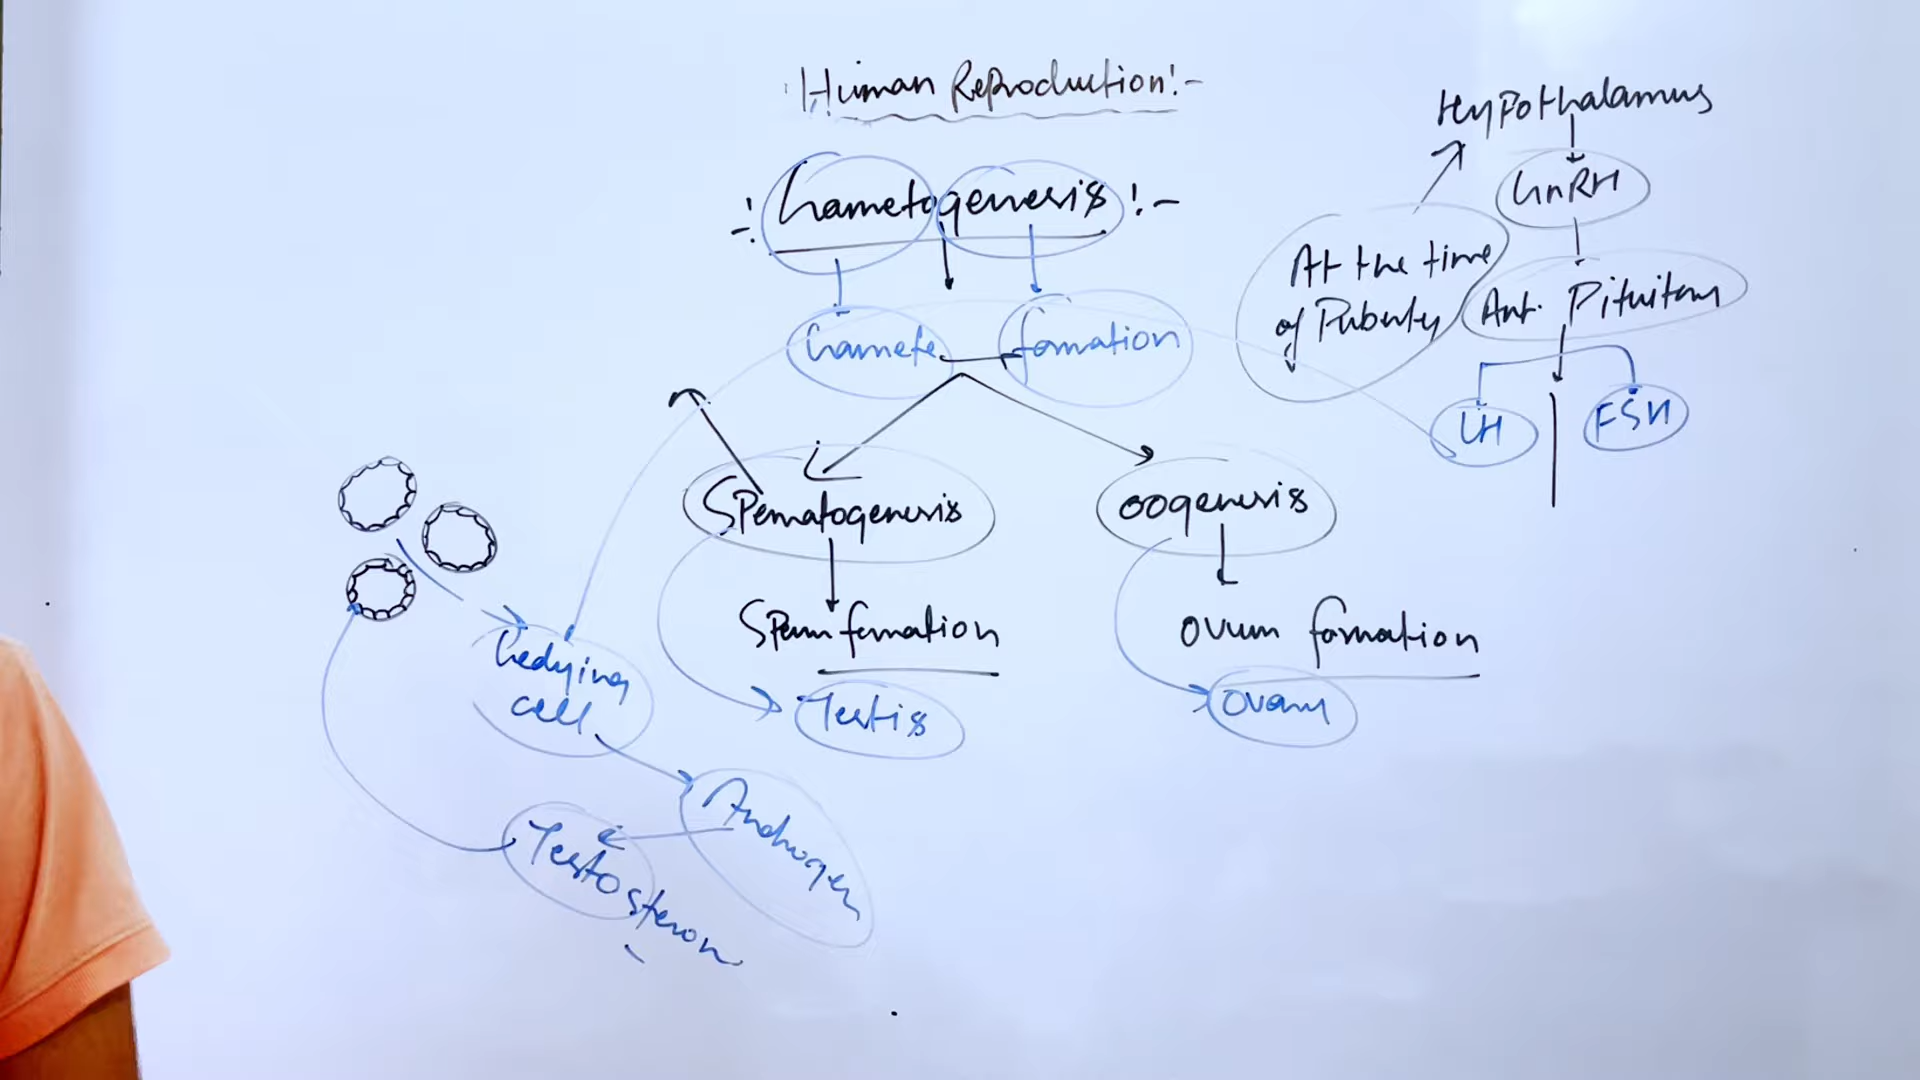 Human Reproduction:-
Gametogenesis :-
Gamete formation
Spermatogenesis
oogenesis
Sperm formation
ovum formation
Testis
ovary
Leydig
cell
Androgen
Testosteron
Hypothalamus
GnRH
At the time
of Puberty
Ant. Pituitary
LH
FSH